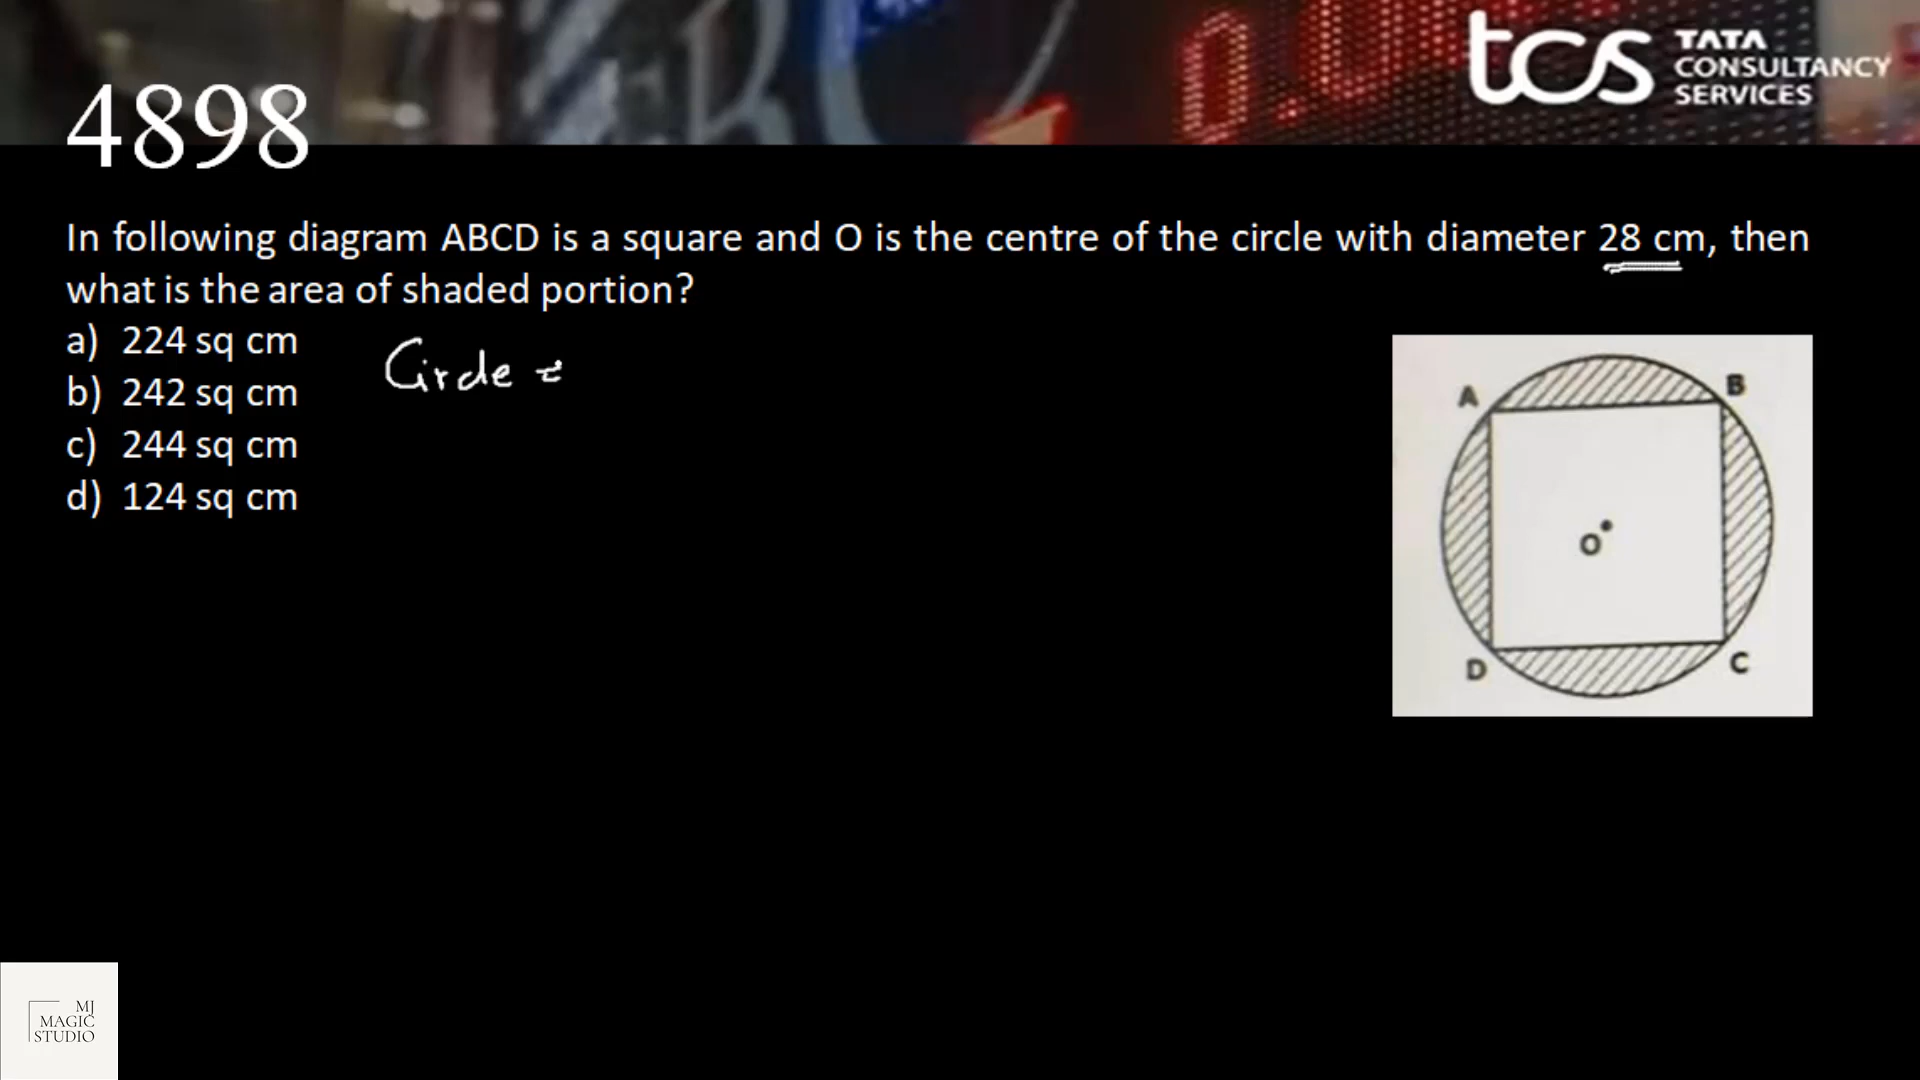 tcs TATA
CONSULTANCY
SERVICES
4898
In following diagram ABCD is a square and O is the centre of the circle with diameter 28 cm, then
what is the area of shaded portion?
a) 224 sq cm
b) 242 sq cm
c) 244 sq cm
d) 124 sq cm
Circle =
A
B
O
D
C
MJ
MAGIC
STUDIO